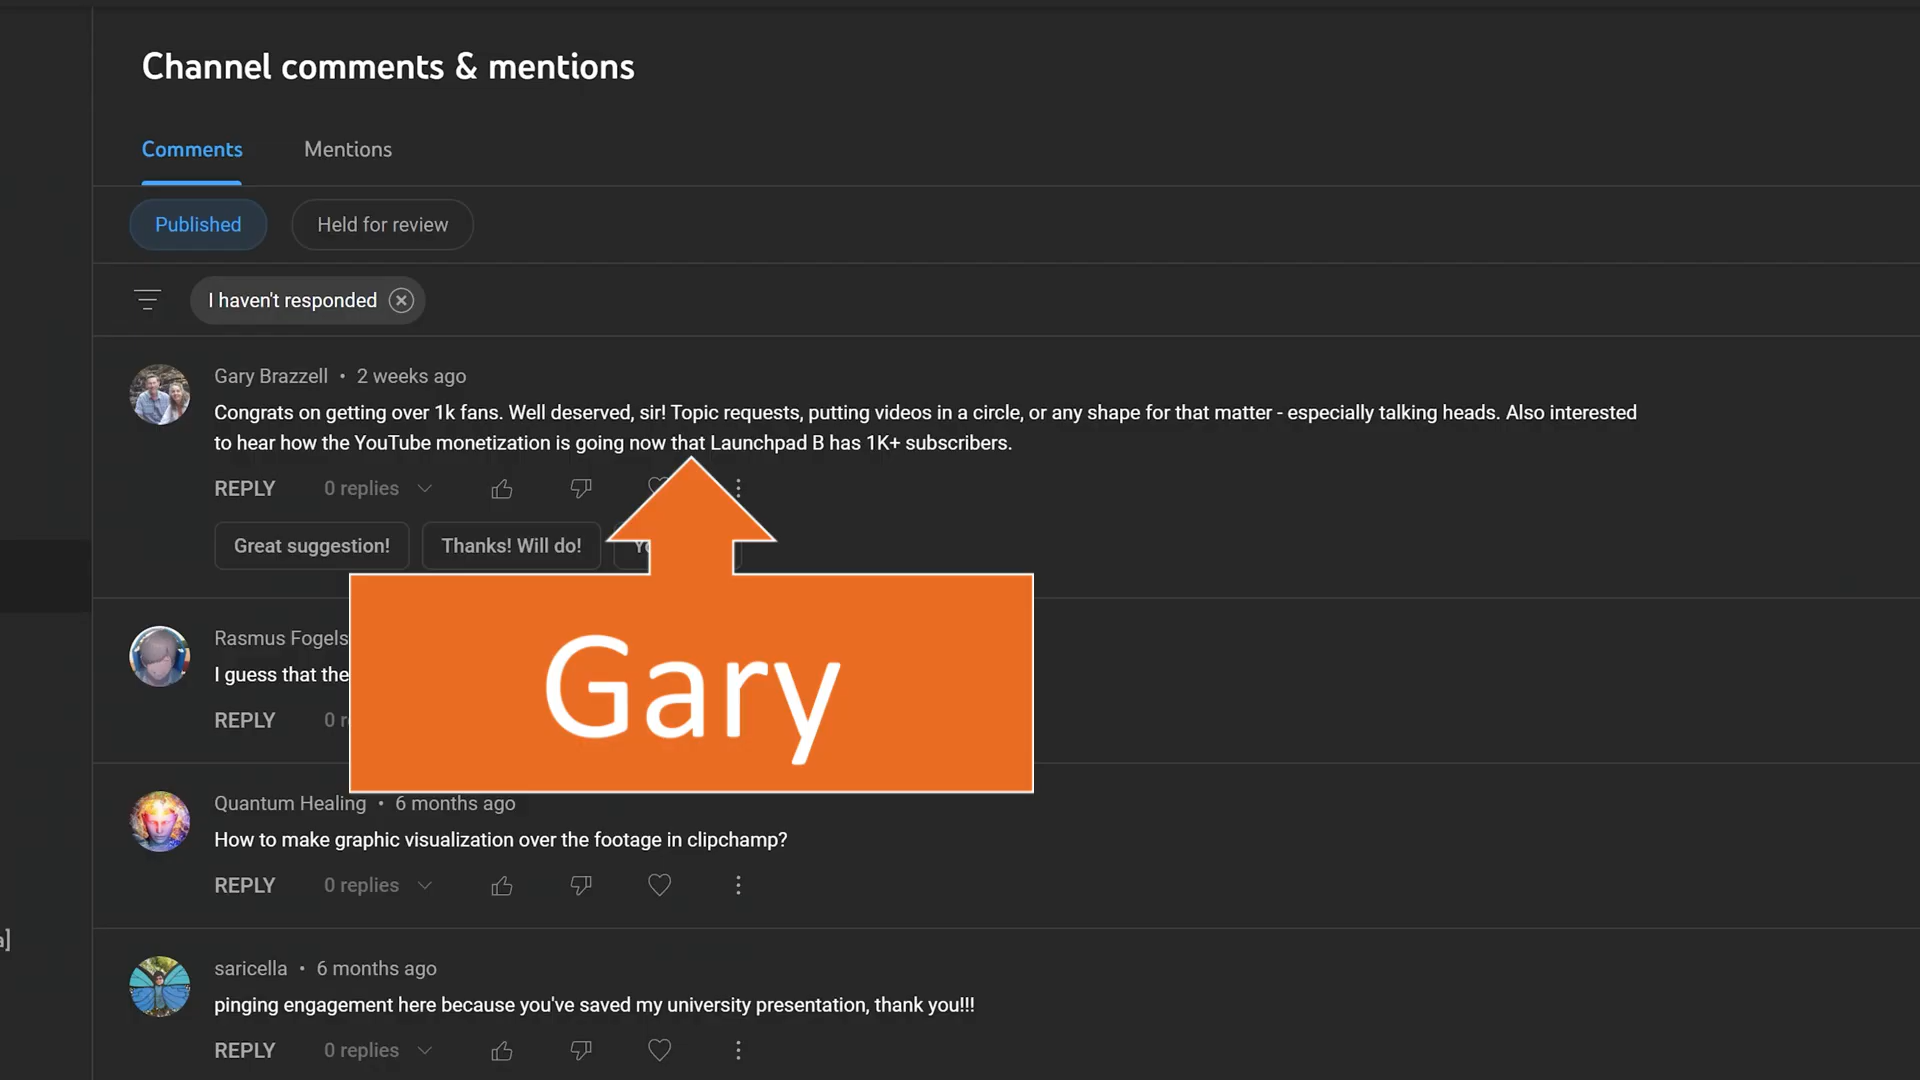 Channel comments & mentions
Comments Mentions
Published Held for review
I haven't responded
Gary Brazzell • 2 weeks ago
Congrats on getting over 1k fans. Well deserved, sir! Topic requests, putting videos in a circle, or any shape for that matter - especially talking heads. Also interested
to hear how the YouTube monetization is going now that Launchpad B has 1K+ subscribers.
REPLY 0 replies
Great suggestion! Thanks! Will do!
Rasmus Fogels
I guess that the
REPLY 0
Gary
Quantum Healing • 6 months ago
How to make graphic visualization over the footage in clipchamp?
REPLY 0 replies
a]
saricella • 6 months ago
pinging engagement here because you've saved my university presentation, thank you!!!
REPLY 0 replies